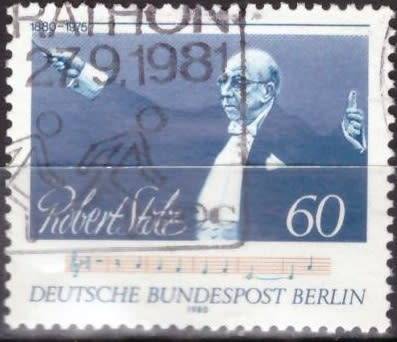 1880-1975
27.9.1981
Robert Stolz
60
DEUTSCHE BUNDESPOST BERLIN
1980